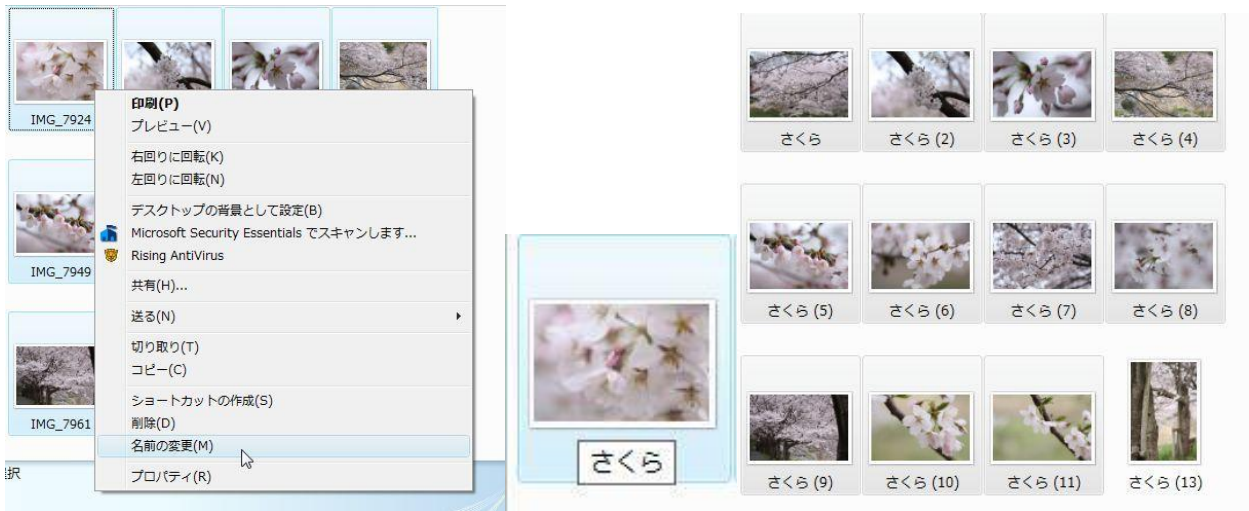 IMG_7924
IMG_7949
IMG_7961
択
印刷(P)
プレビュー(V)
右回りに回転(K)
左回りに回転(N)
デスクトップの背景として設定(B)
Microsoft Security Essentials でスキャンします...
Rising AntiVirus
共有(H)...
送る(N)
切り取り(T)
コピー(C)
ショートカットの作成(S)
削除(D)
名前の変更(M)
プロパティ(R)
さくら
さくら
さくら (2)
さくら (3)
さくら (4)
さくら (5)
さくら (6)
さくら (7)
さくら (8)
さくら (9)
さくら (10)
さくら (11)
さくら (13)